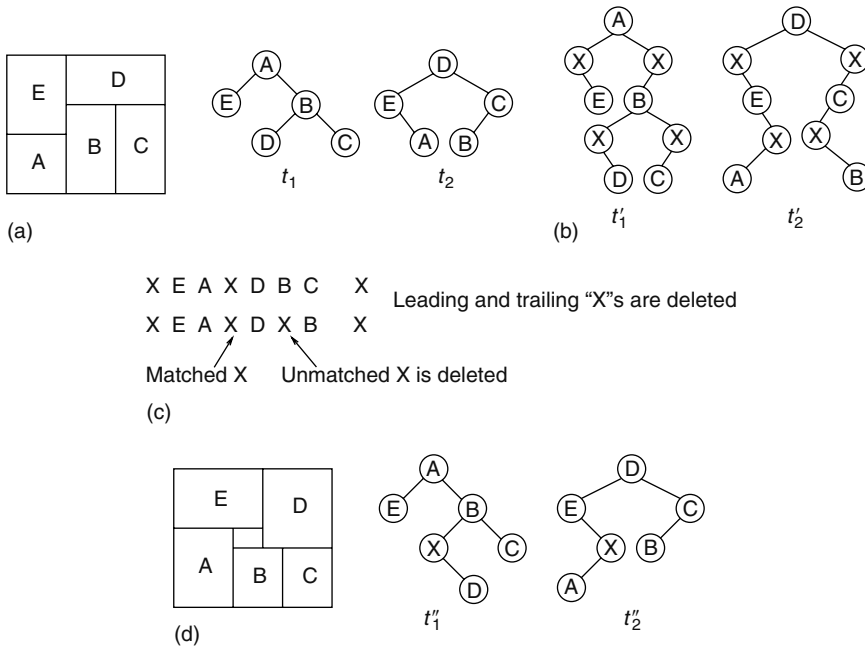 E D A B C
A E B D C
t₁
D E C A B
t₂
(a)
A X X E B X X D C
t′₁
D X X E C X X A B
t′₂
(b)
X E A X D B C X
X E A X D X B X
Leading and trailing “X”s are deleted
Matched X
Unmatched X is deleted
(c)
E D A B C
A E B X C D
t″₁
D E C X B A
t″₂
(d)